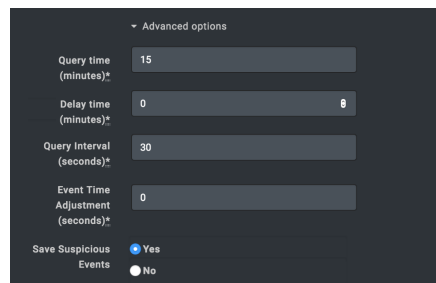 Advanced options
Query time
(minutes)*
15
Delay time
(minutes)*
0
Query Interval
(seconds)*
30
Event Time
Adjustment
(seconds)*
0
Save Suspicious
Events
Yes
No